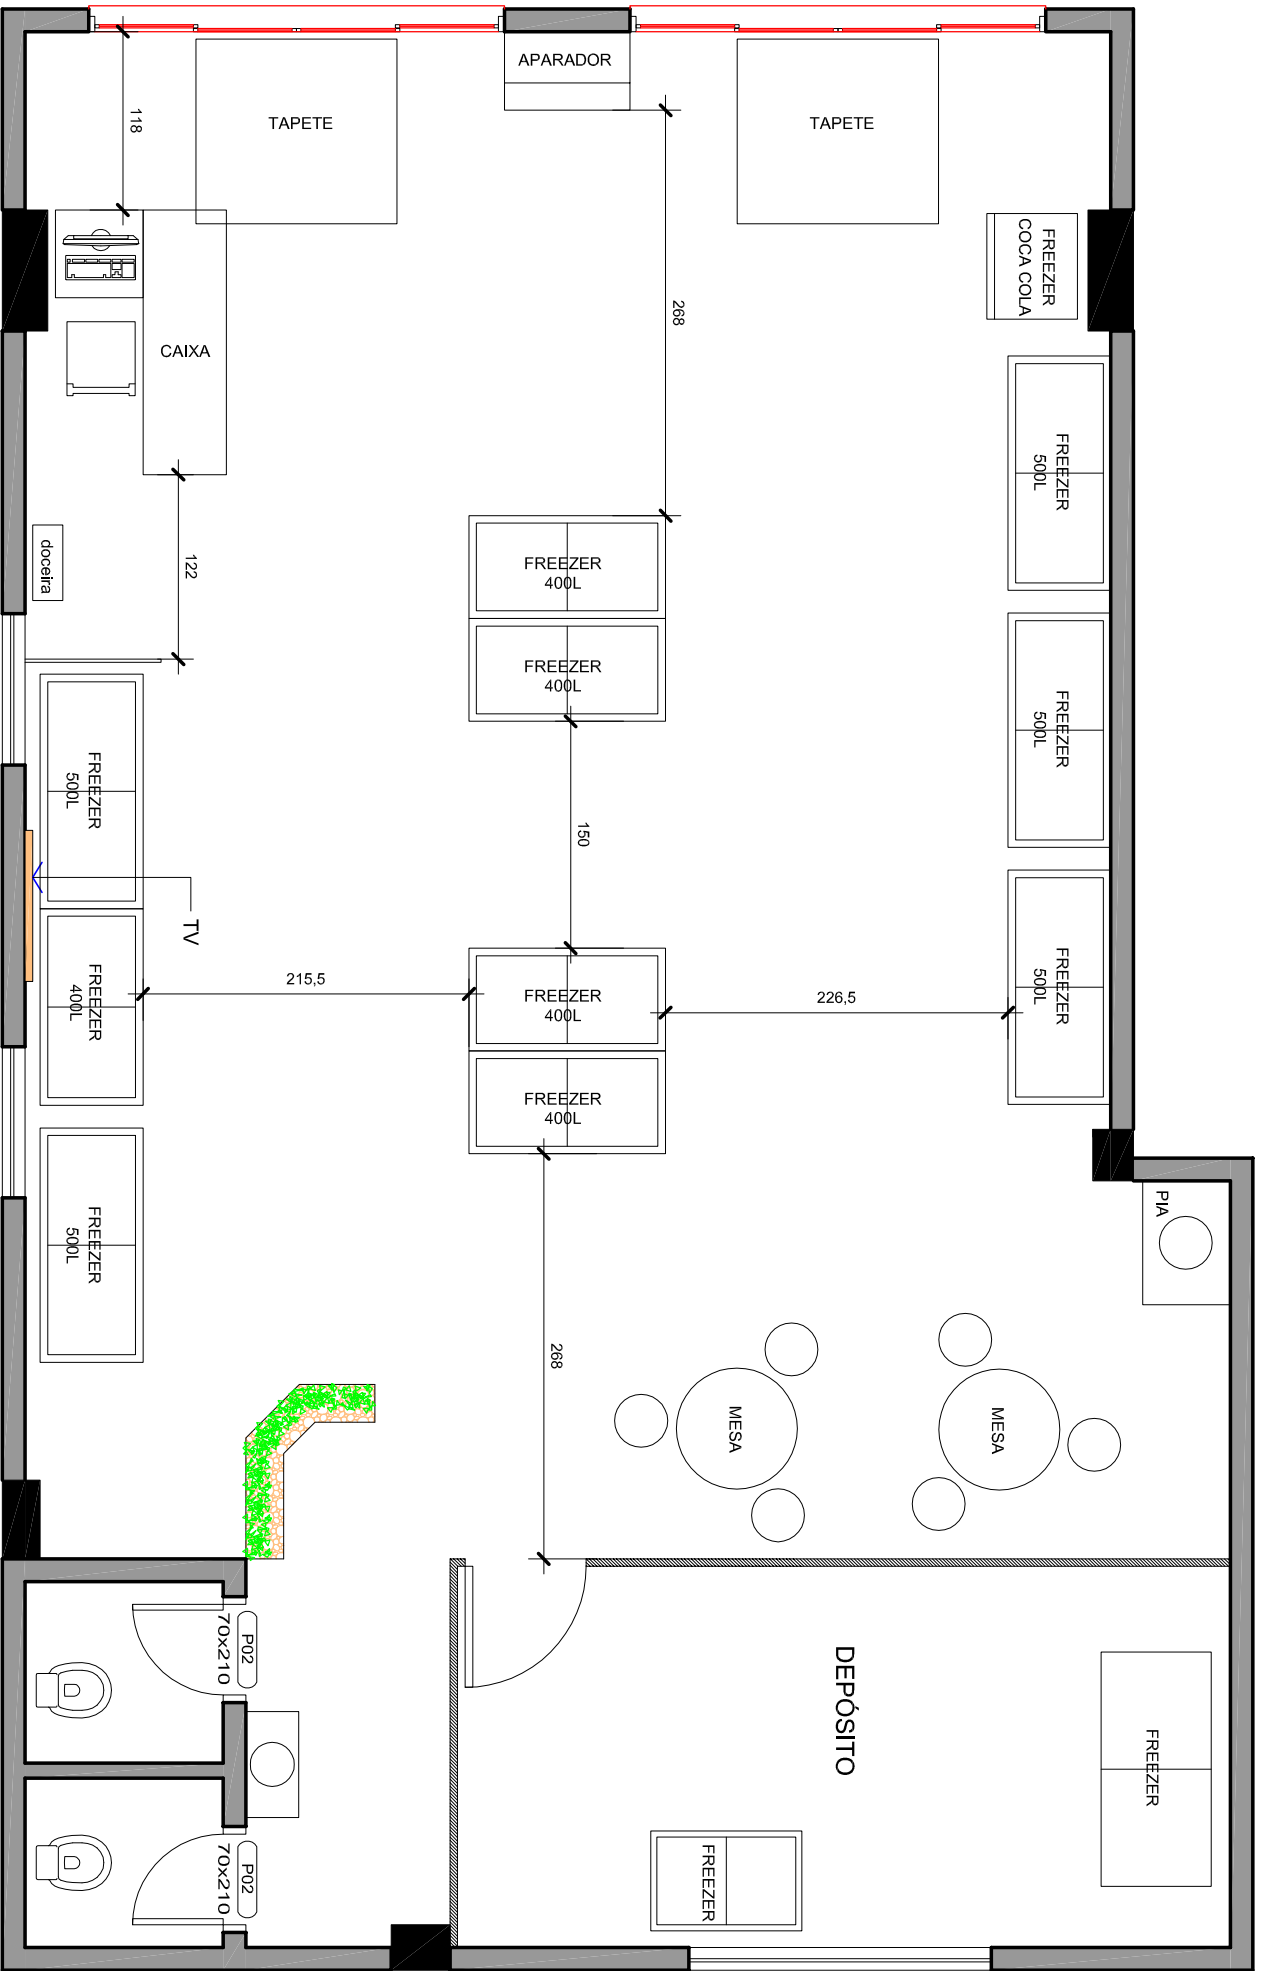 APARADOR
TAPETE
TAPETE
118
268
FREEZER
COCA COLA
CAIXA
FREEZER
500L
doceira
122
FREEZER
400L
FREEZER
400L
FREEZER
500L
FREEZER
500L
150
TV
FREEZER
400L
215,5
FREEZER
400L
226,5
FREEZER
500L
FREEZER
400L
FREEZER
500L
PIA
268
MESA
MESA
P02
70x210
DEPÓSITO
FREEZER
P02
70x210
FREEZER